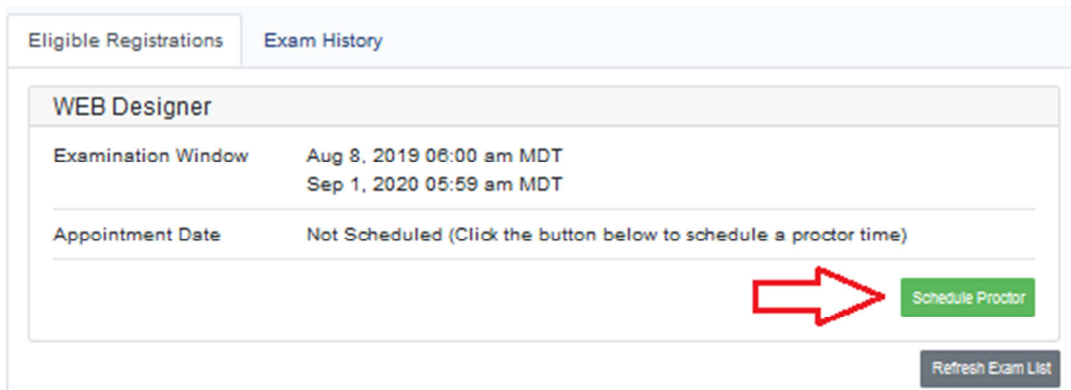 Eligible Registrations Exam History
WEB Designer
Examination Window Aug 8, 2019 06:00 am MDT
Sep 1, 2020 05:59 am MDT
Appointment Date Not Scheduled (Click the button below to schedule a proctor time)
Schedule Proctor
Refresh Exam List